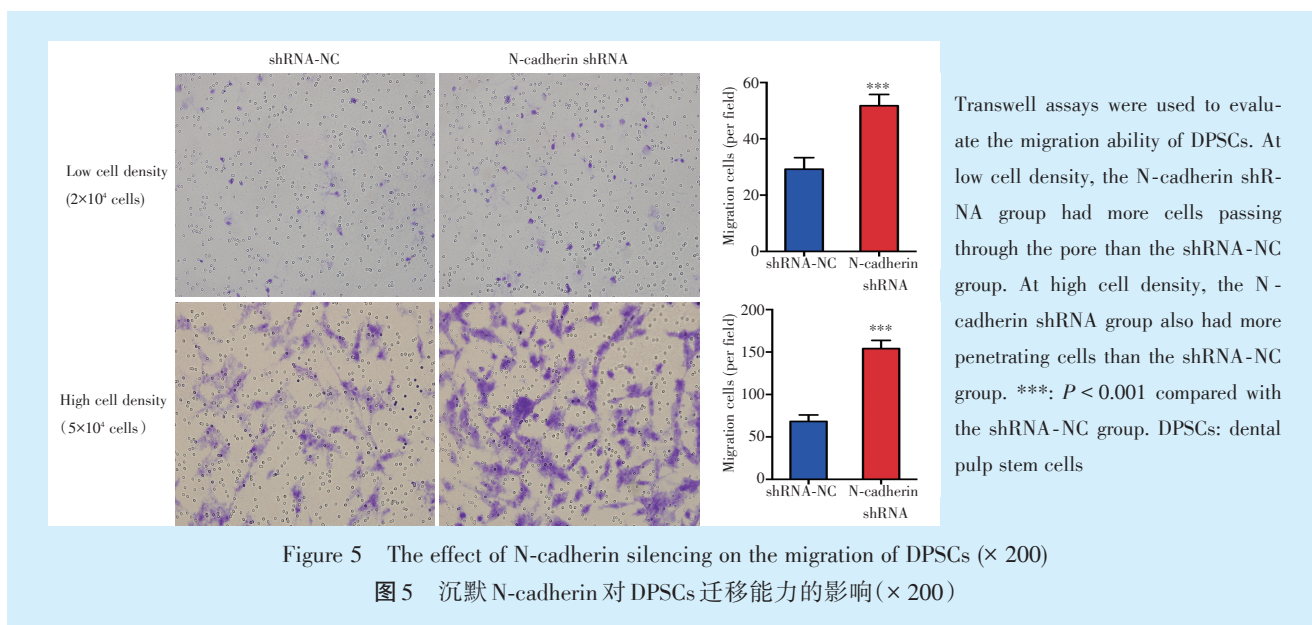 shRNA-NC
N-cadherin shRNA
Low cell density
(2×10⁴ cells)
High cell density
（5×10⁴ cells）
Migration cells (per field)
60
40
20
0
***
shRNA-NC
N-cadherin
shRNA
Migration cells (per field)
200
150
100
50
0
***
shRNA-NC
N-cadherin
shRNA
Transwell assays were used to evalu-
ate the migration ability of DPSCs. At
low cell density, the N-cadherin shR-
NA group had more cells passing
through the pore than the shRNA-NC
group. At high cell density, the N-
cadherin shRNA group also had more
penetrating cells than the shRNA-NC
group. ***: P < 0.001 compared with
the shRNA-NC group. DPSCs: dental
pulp stem cells
Figure 5 The effect of N-cadherin silencing on the migration of DPSCs (× 200)
图5 沉默N-cadherin对DPSCs迁移能力的影响(× 200)